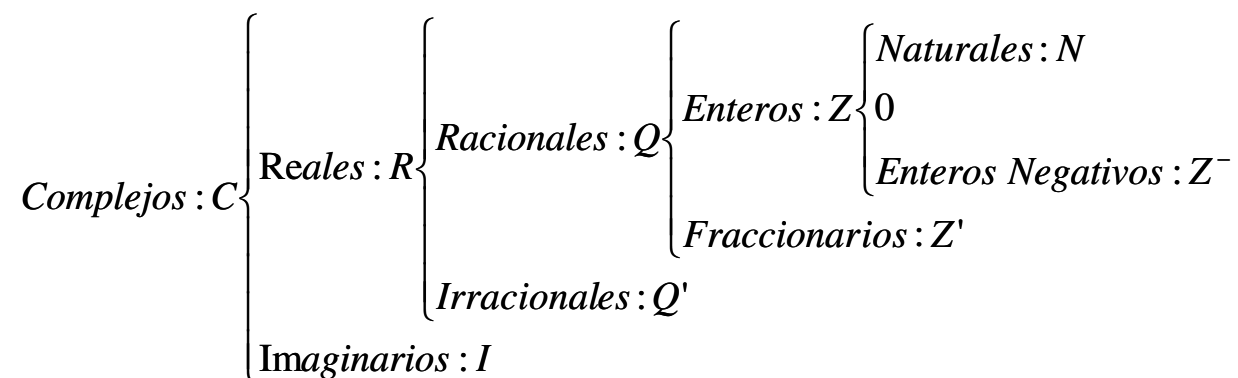 Complejos : C
Reales : R
Racionales : Q
Enteros : Z
Naturales : N
0
Enteros Negativos : Z⁻
Fraccionarios : Z'
Irracionales : Q'
Imaginarios : I